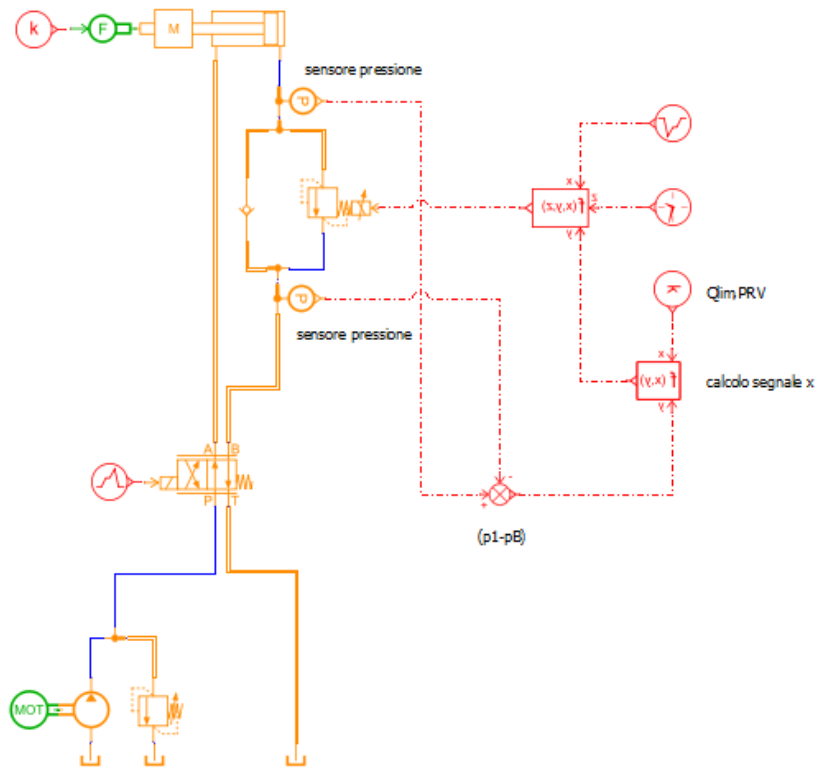 k
F
M
sensore pressione
P
x
f(x,y,z)
z
y
k
Qlim,PRV
P
sensore pressione
x
f(x,y)
calcolo segnale x
y
A
B
P
T
-
+
(p1-pB)
MOT